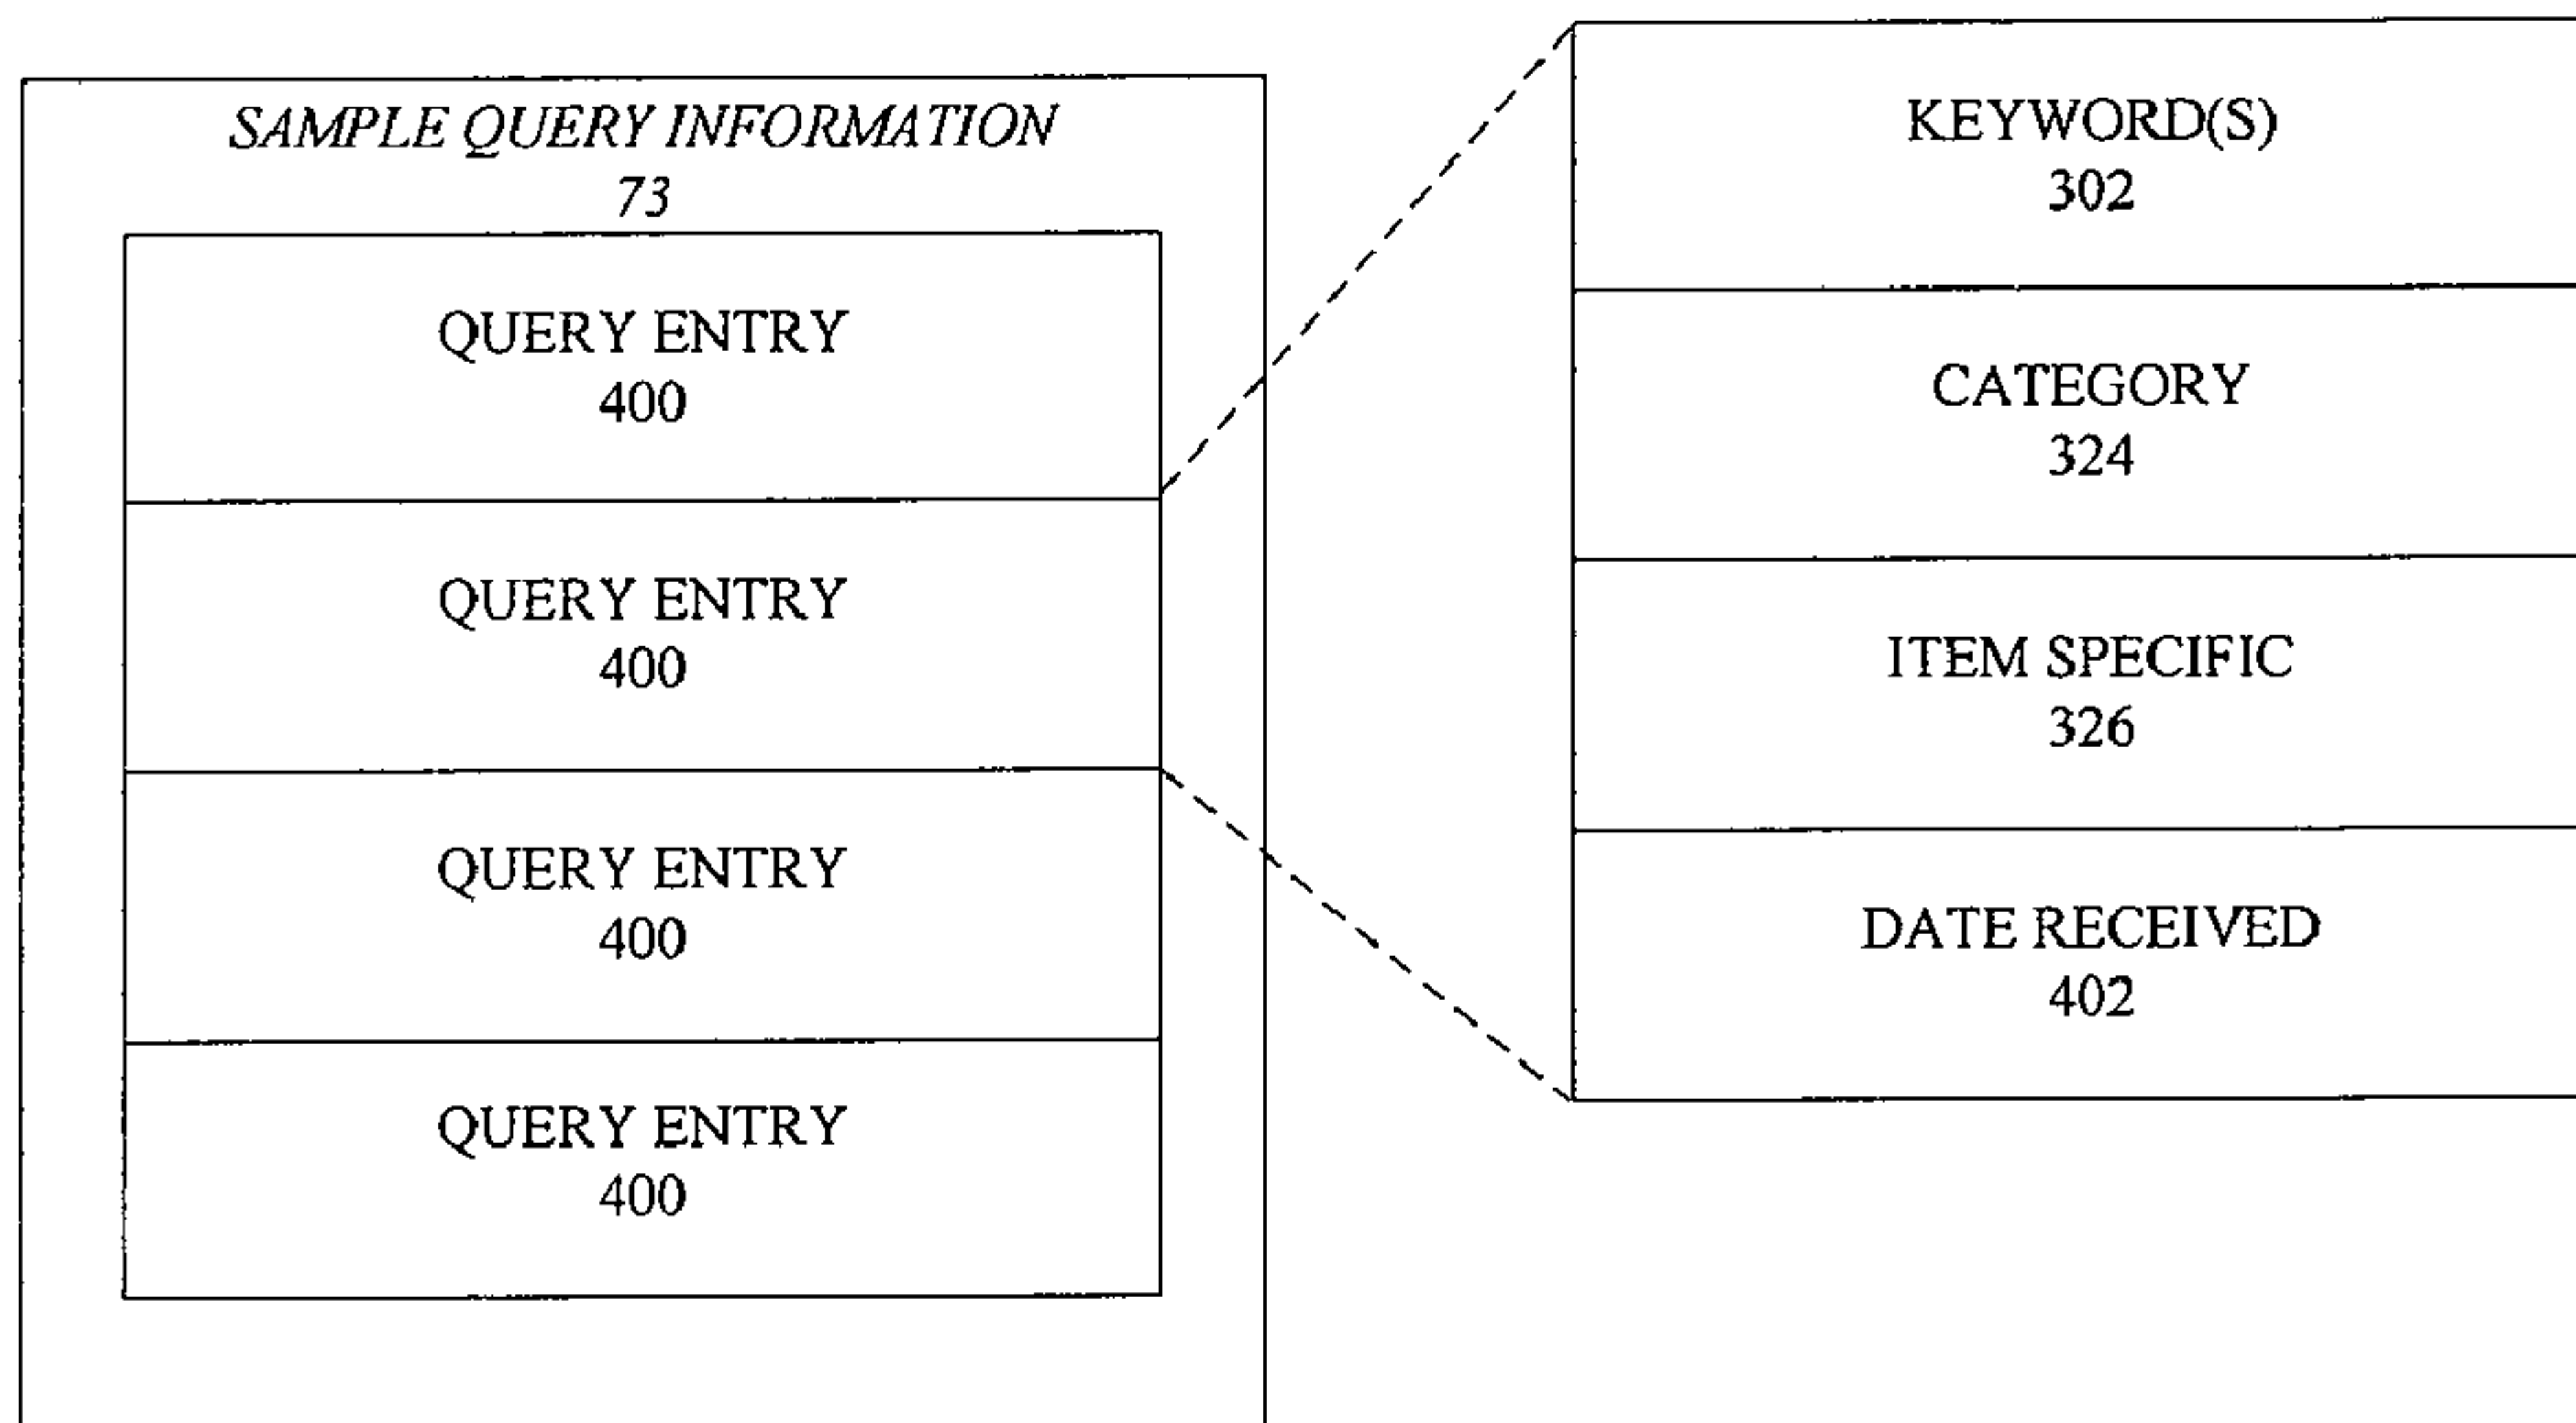 SAMPLE QUERY INFORMATION
73
QUERY ENTRY
400
QUERY ENTRY
400
QUERY ENTRY
400
QUERY ENTRY
400
KEYWORD(S)
302
CATEGORY
324
ITEM SPECIFIC
326
DATE RECEIVED
402